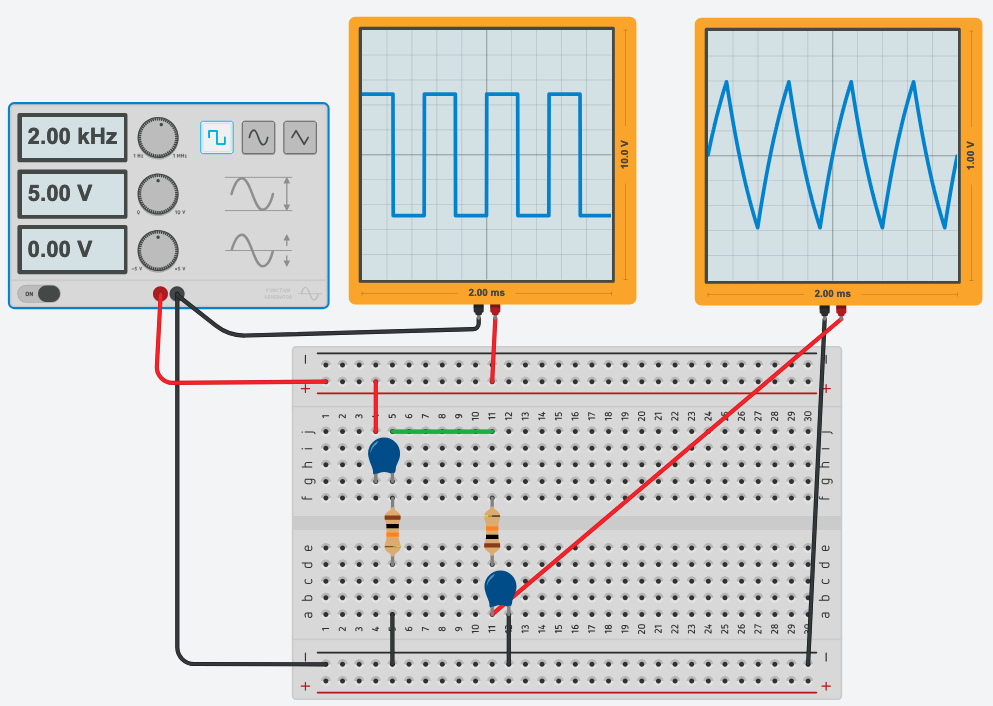 2.00 kHz
1 Hz
1 MHz
5.00 V
0
10 V
0.00 V
-5 V
+5 V
ON
FUNCTION
GENERATOR
10.0 V
2.00 ms
1.00 V
2.00 ms
−
+
−
+
1 2 3 4 5 6 7 8 9 10 11 12 13 14 15 16 17 18 19 20 21 22 23 24 25 26 27 28 29 30
j j
i i
h h
g g
f f
e e
d d
c c
b b
a a
1 2 3 4 5 6 7 8 9 10 11 12 13 14 15 16 17 18 19 20 21 22 23 24 25 26 27 28 29 30
−
+
−
+